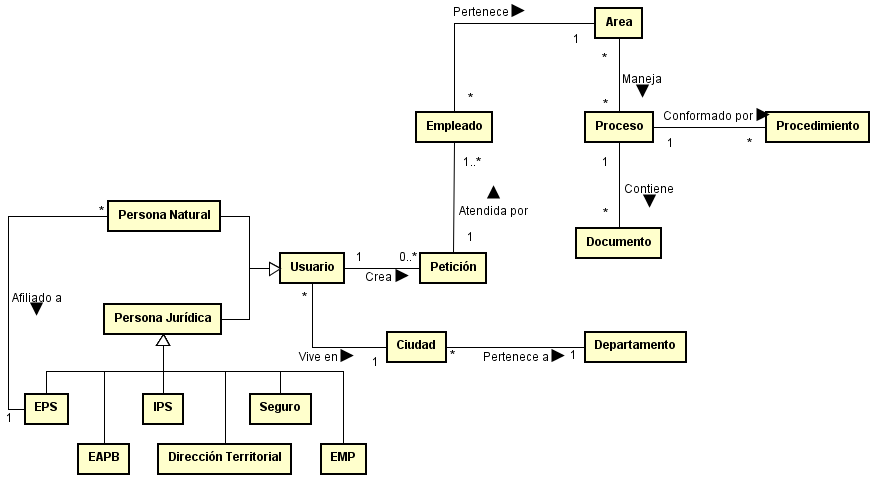 Pertenece
Area
1
*
*
Maneja
*
Empleado
Proceso
Conformado por
Procedimiento
1
*
1..*
1
Contiene
*
Persona Natural
*
Atendida por
1
Documento
Usuario
1
0..*
Petición
Crea
Afiliado a
*
Persona Jurídica
Ciudad
*
Departamento
Vive en
1
Pertenece a
1
EPS
IPS
Seguro
1
EAPB
Dirección Territorial
EMP